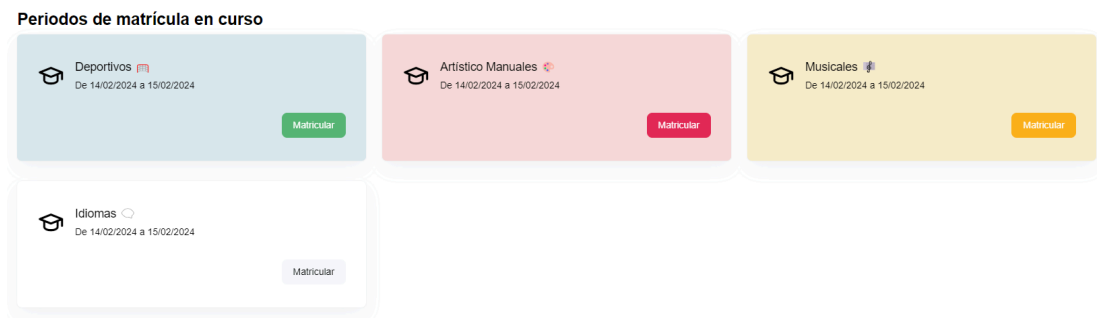 Periodos de matrícula en curso
Deportivos
De 14/02/2024 a 15/02/2024
Matricular
Artístico Manuales
De 14/02/2024 a 15/02/2024
Matricular
Musicales
De 14/02/2024 a 15/02/2024
Matricular
Idiomas
De 14/02/2024 a 15/02/2024
Matricular